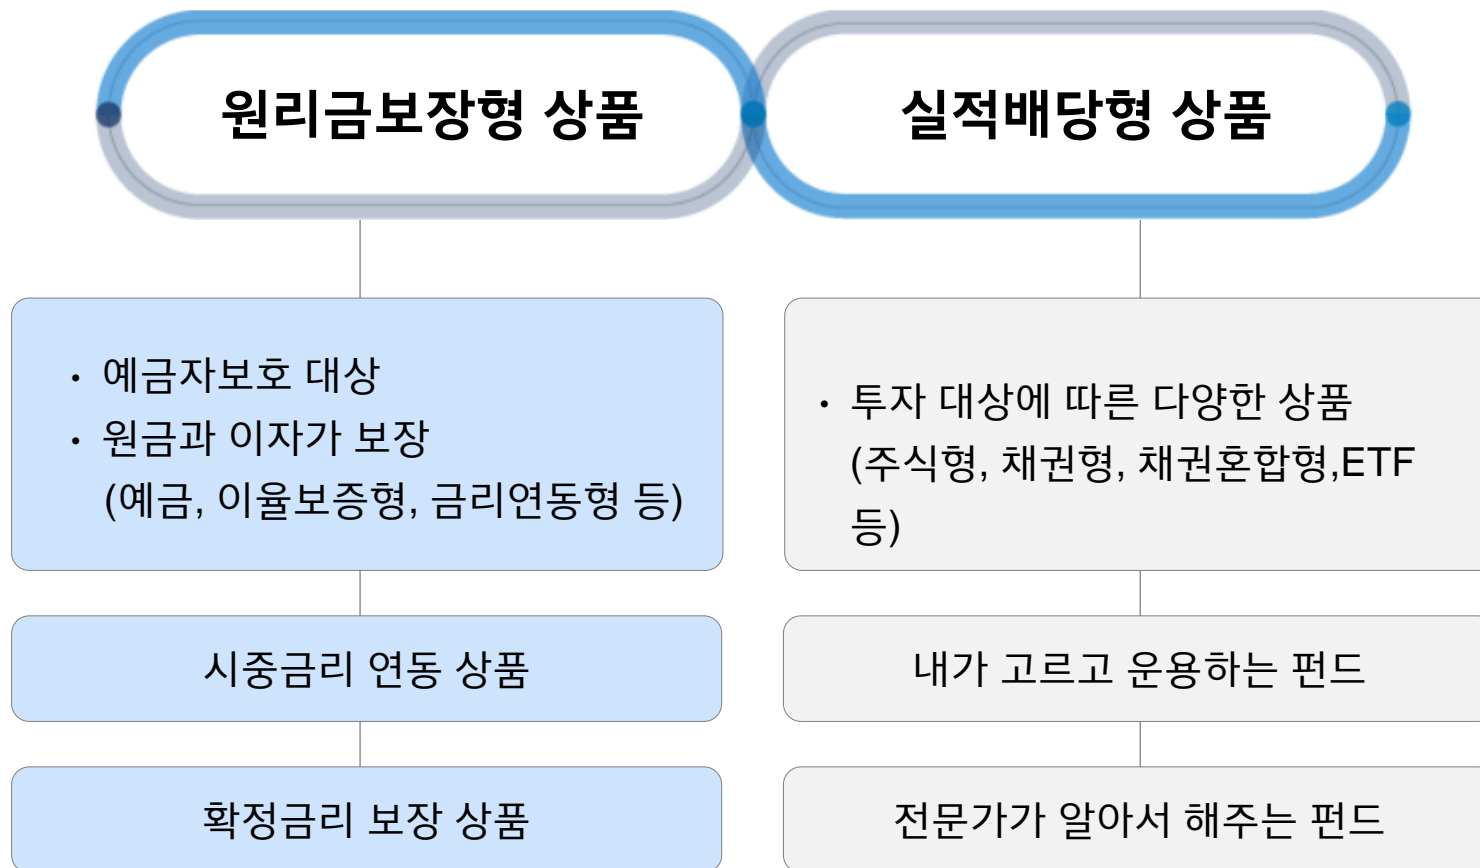 원리금보장형 상품
실적배당형 상품
· 예금자보호 대상
· 원금과 이자가 보장
(예금, 이율보증형, 금리연동형 등)
· 투자 대상에 따른 다양한 상품
(주식형, 채권형, 채권혼합형,ETF
등)
시중금리 연동 상품
내가 고르고 운용하는 펀드
확정금리 보장 상품
전문가가 알아서 해주는 펀드